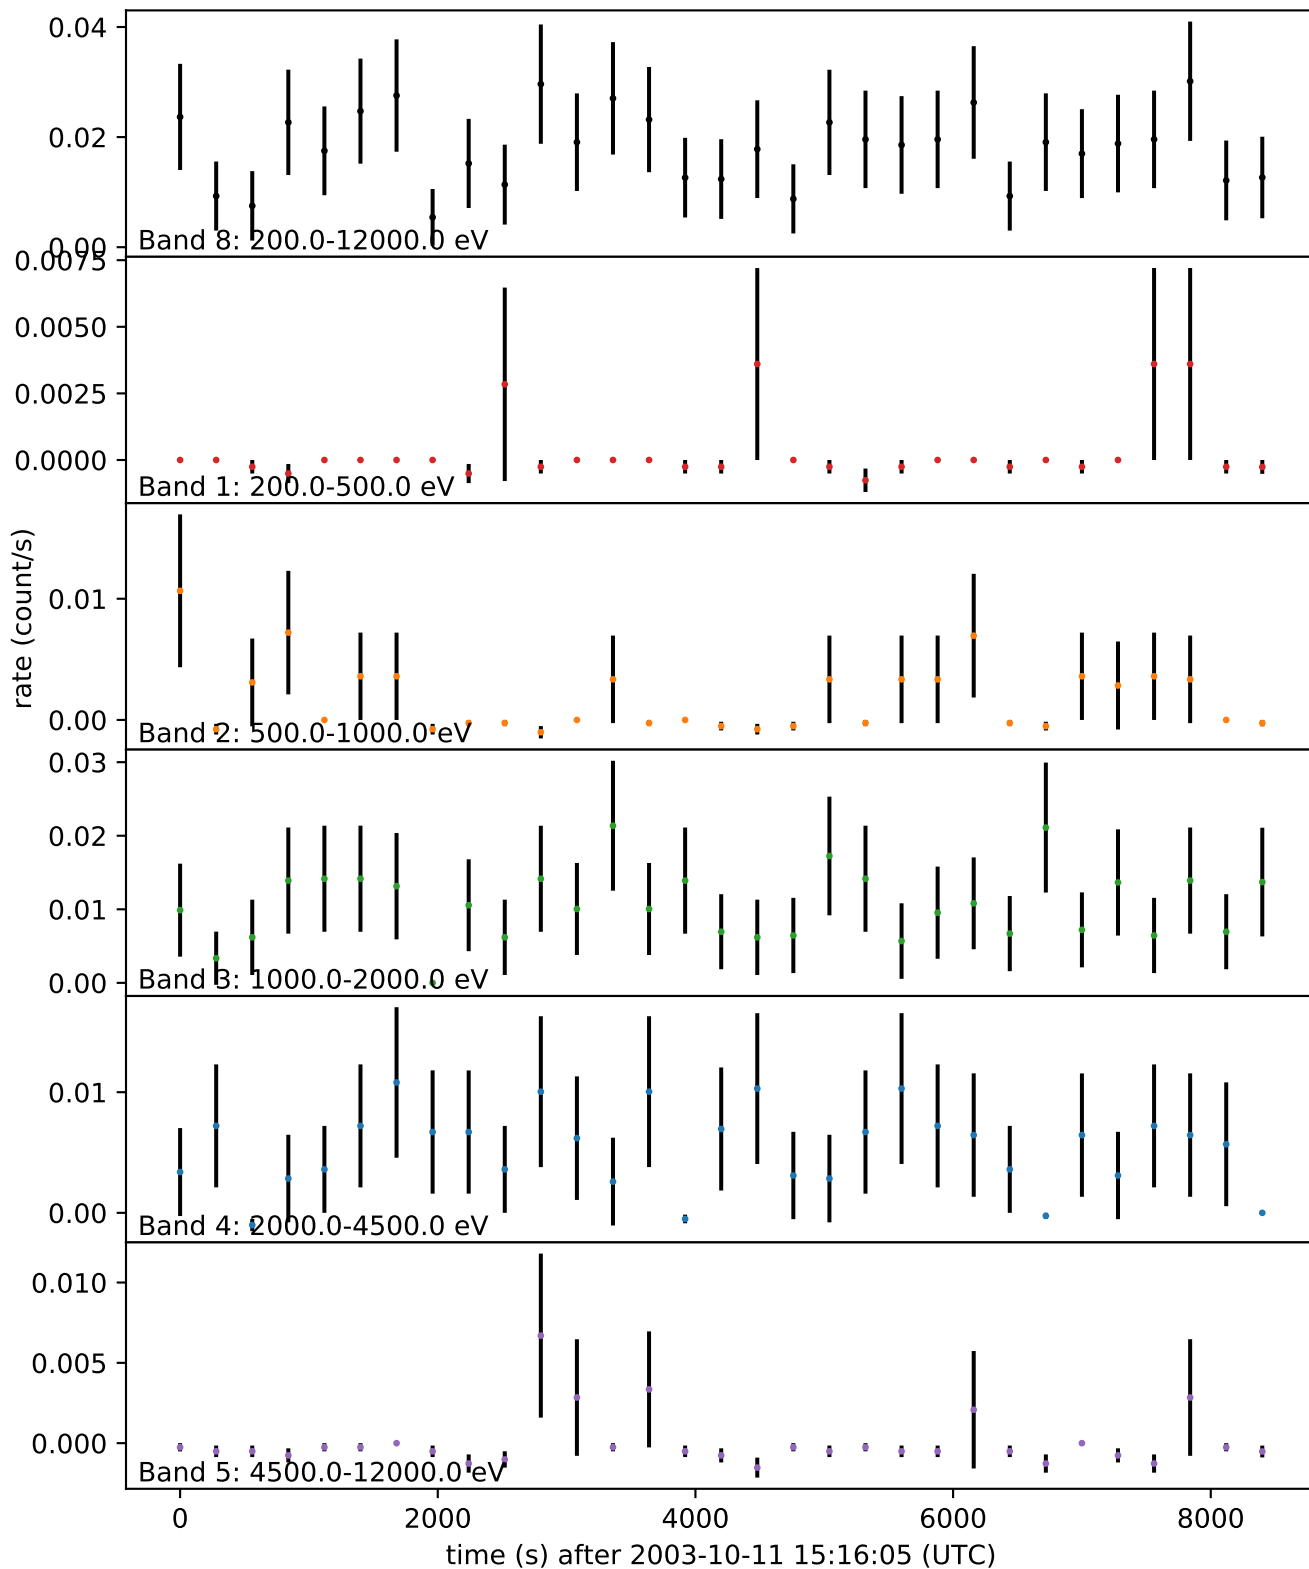 0.04
0.02
0.00
Band 8: 200.0-12000.0 eV
0.0075
0.0050
0.0025
0.0000
Band 1: 200.0-500.0 eV
0.01
0.00
Band 2: 500.0-1000.0 eV
0.03
0.02
0.01
0.00
Band 3: 1000.0-2000.0 eV
0.01
0.00
Band 4: 2000.0-4500.0 eV
0.010
0.005
0.000
Band 5: 4500.0-12000.0 eV
rate (count/s)
0 2000 4000 6000 8000
time (s) after 2003-10-11 15:16:05 (UTC)